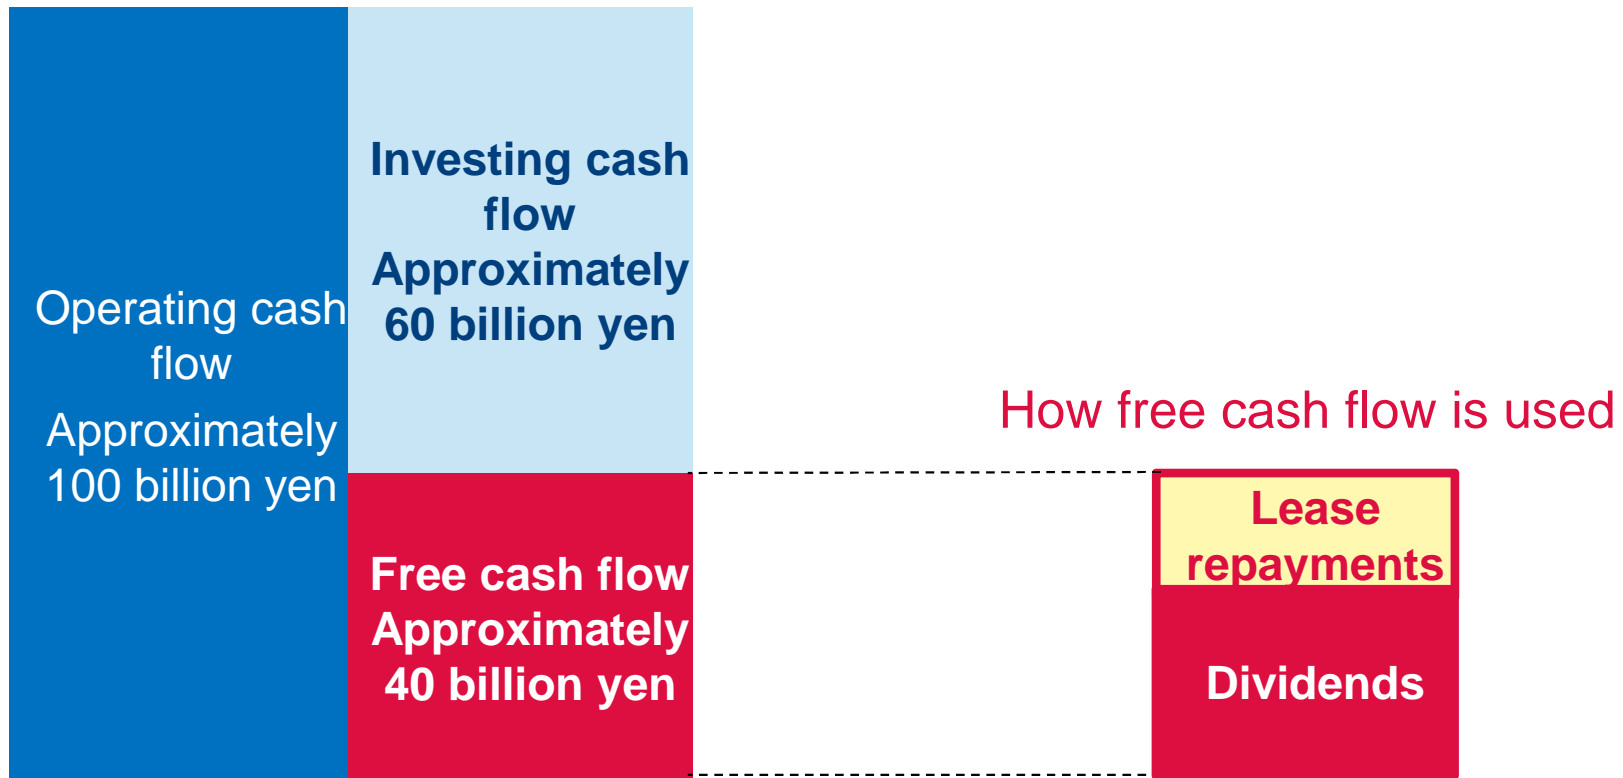 Operating cash
flow
Approximately
100 billion yen
Investing cash
flow
Approximately
60 billion yen
Free cash flow
Approximately
40 billion yen
How free cash flow is used
Lease
repayments
Dividends